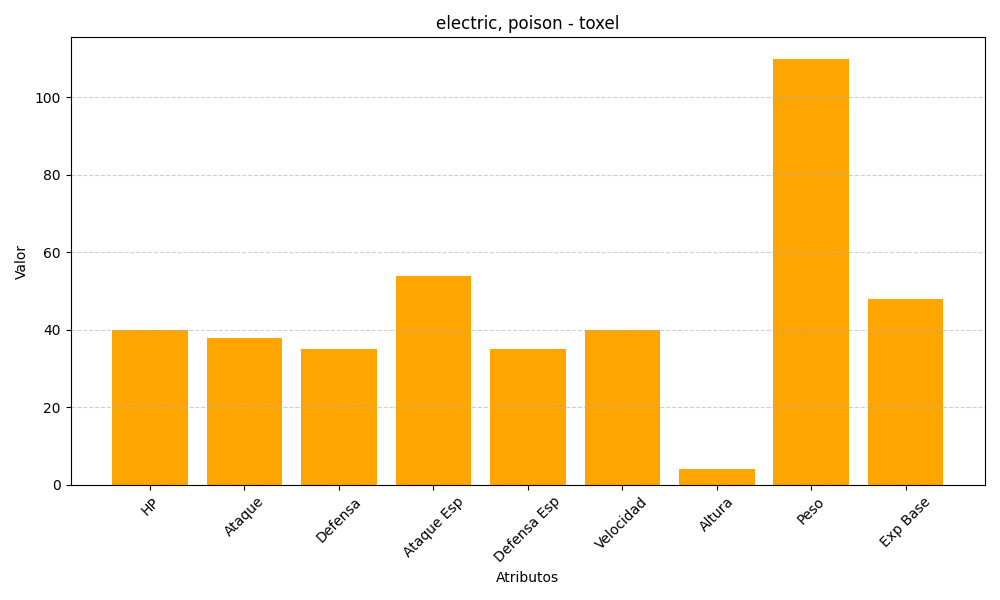 electric, poison - toxel
Valor
100
80
60
40
20
0
HP
Ataque
Defensa
Ataque Esp
Defensa Esp
Velocidad
Altura
Peso
Exp Base
Atributos